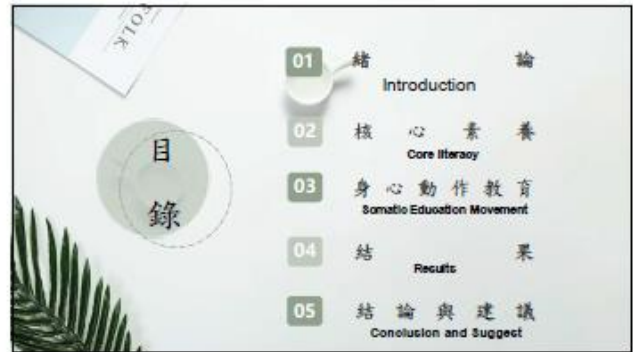 FOLK
目
錄
01 緒論
Introduction
02 核心素養
Core literacy
03 身心動作教育
Somatic Education Movement
04 結果
Results
05 結論與建議
Conclusion and Suggest